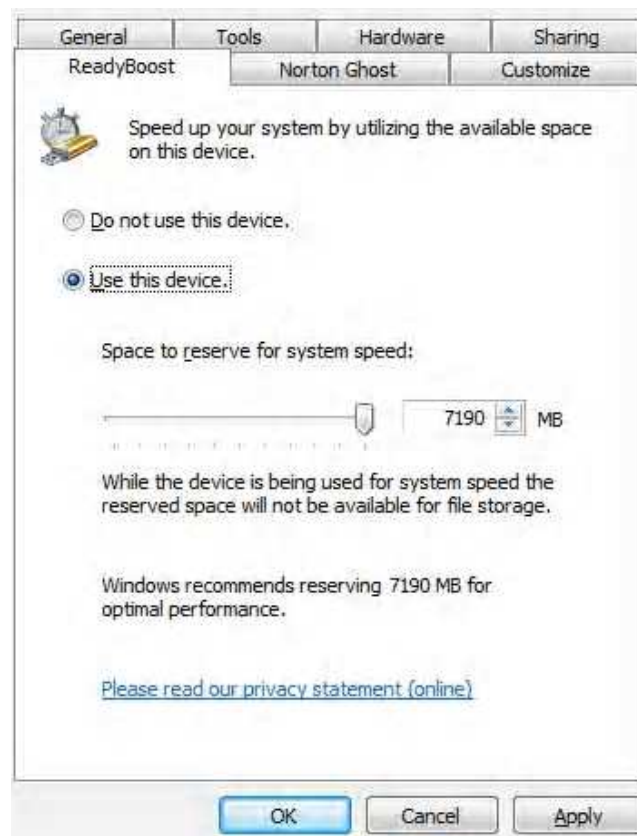 General Tools Hardware Sharing
ReadyBoost Norton Ghost Customize
Speed up your system by utilizing the available space
on this device.
Do not use this device.
Use this device.
Space to reserve for system speed:
7190 MB
While the device is being used for system speed the
reserved space will not be available for file storage.
Windows recommends reserving 7190 MB for
optimal performance.
Please read our privacy statement (online)
OK Cancel Apply